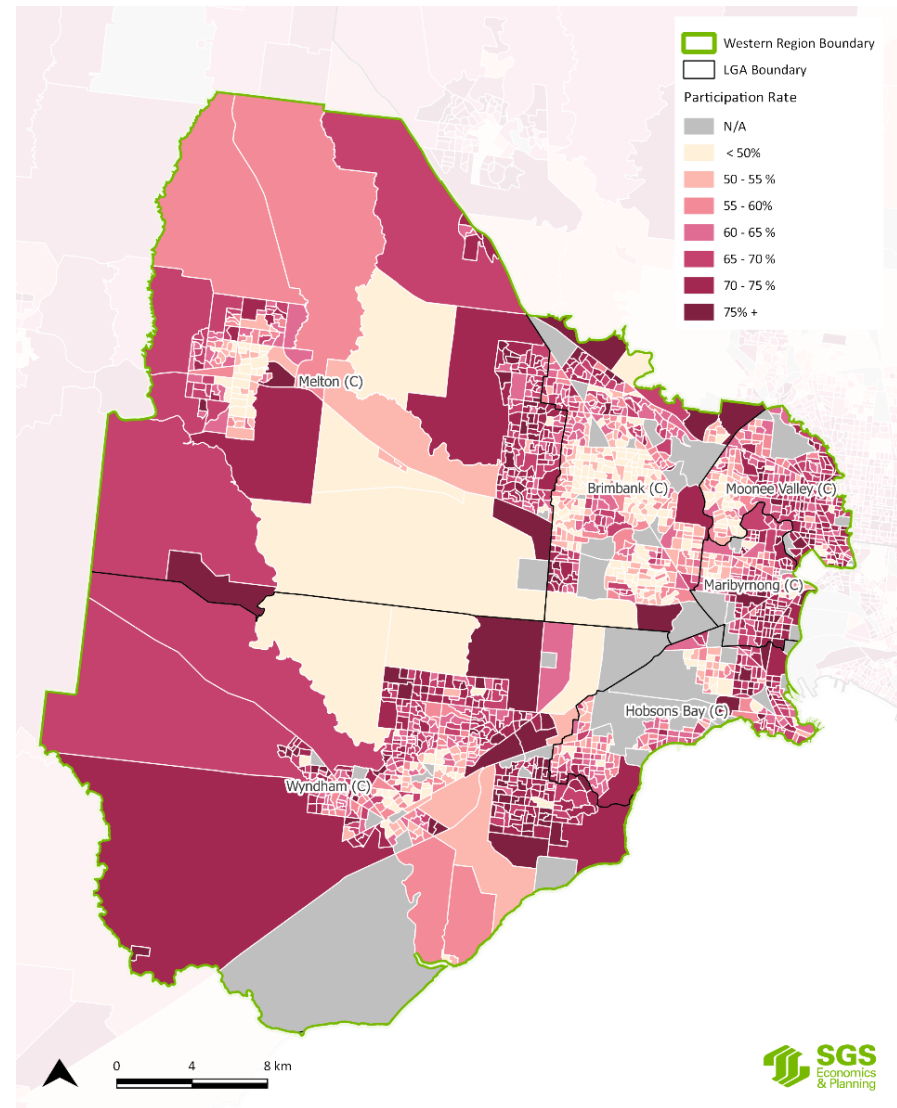 Western Region Boundary
LGA Boundary
Participation Rate
N/A
< 50%
50 - 55 %
55 - 60%
60 - 65 %
65 - 70 %
70 - 75 %
75% +
Melton (C)
Brimbank (C)
Moonee Valley (C)
Maribyrnong (C)
Hobsons Bay (C)
Wyndham (C)
0 4 8 km
SGS
Economics
& Planning